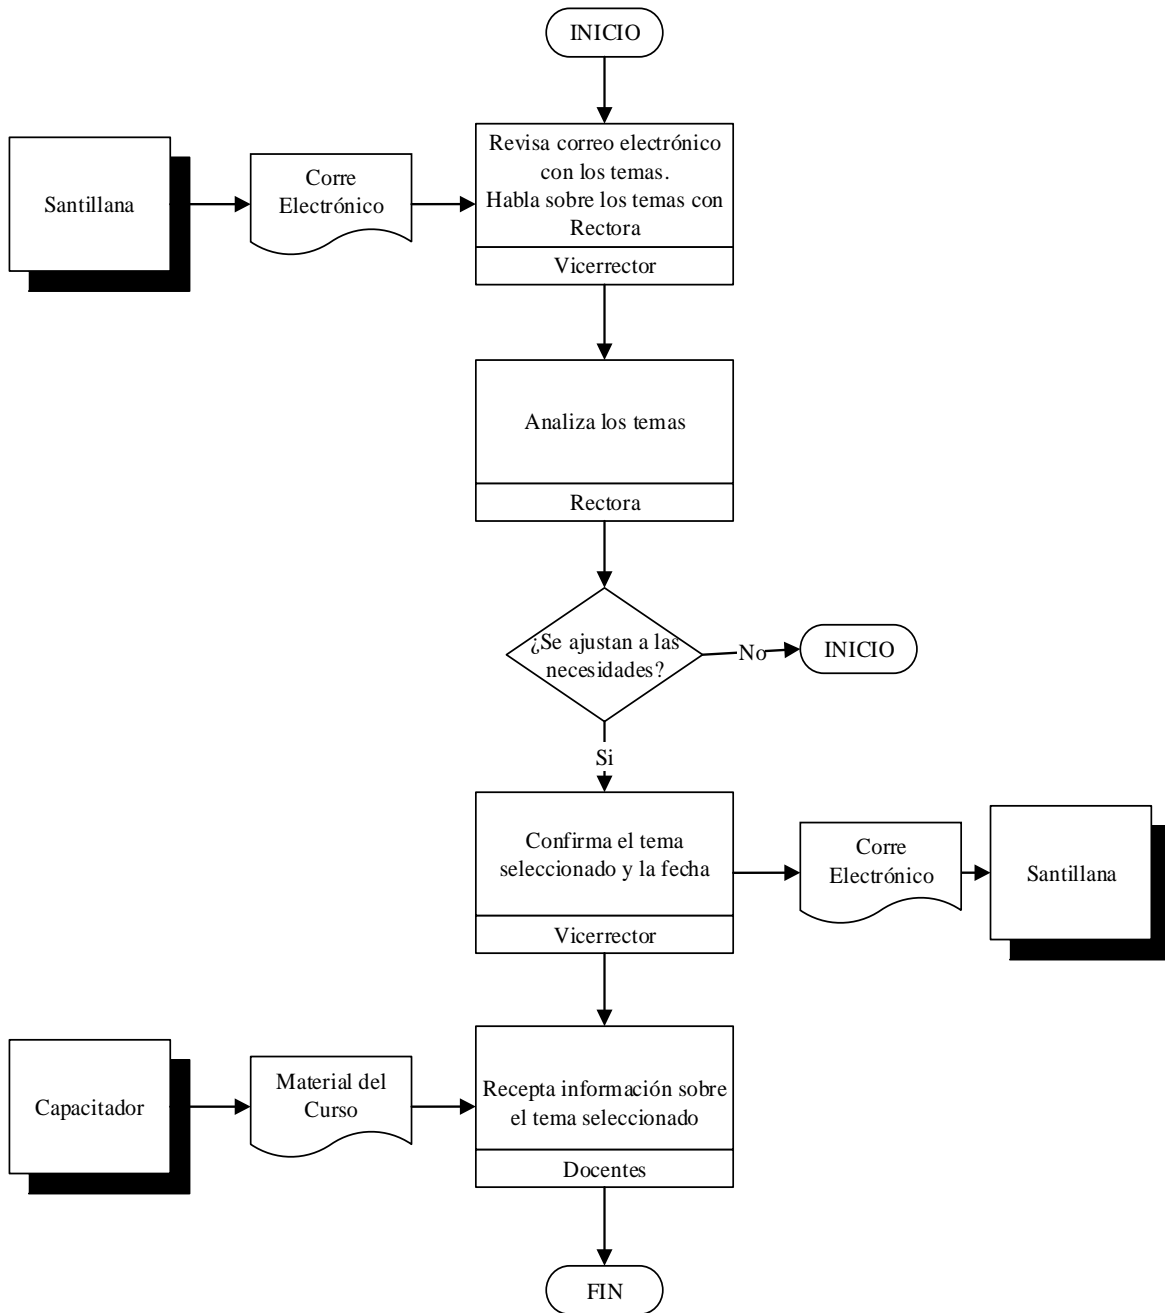 INICIO
Revisa correo electrónico
con los temas.
Habla sobre los temas con
Rectora
Vicerrector
Santillana
Corre
Electrónico
Analiza los temas
Rectora
¿Se ajustan a las
necesidades?
No
INICIO
Si
Confirma el tema
seleccionado y la fecha
Vicerrector
Corre
Electrónico
Santillana
Capacitador
Material del
Curso
Recepta información sobre
el tema seleccionado
Docentes
FIN